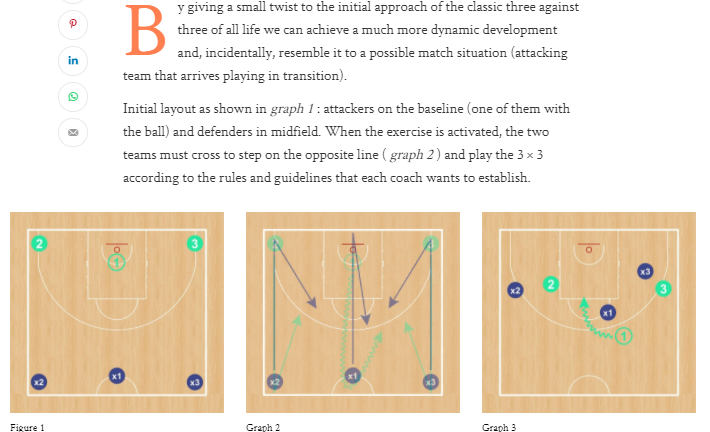 By giving a small twist to the initial approach of the classic three against
three of all life we can achieve a much more dynamic development
and, incidentally, resemble it to a possible match situation (attacking
team that arrives playing in transition).
Initial layout as shown in graph 1 : attackers on the baseline (one of them with
the ball) and defenders in midfield. When the exercise is activated, the two
teams must cross to step on the opposite line ( graph 2 ) and play the 3 × 3
according to the rules and guidelines that each coach wants to establish.
in
2 3
1
x2 x1 x3
x2 x1 x3
x3
x2 2 3
x1
1
Figure 1 Graph 2 Graph 3